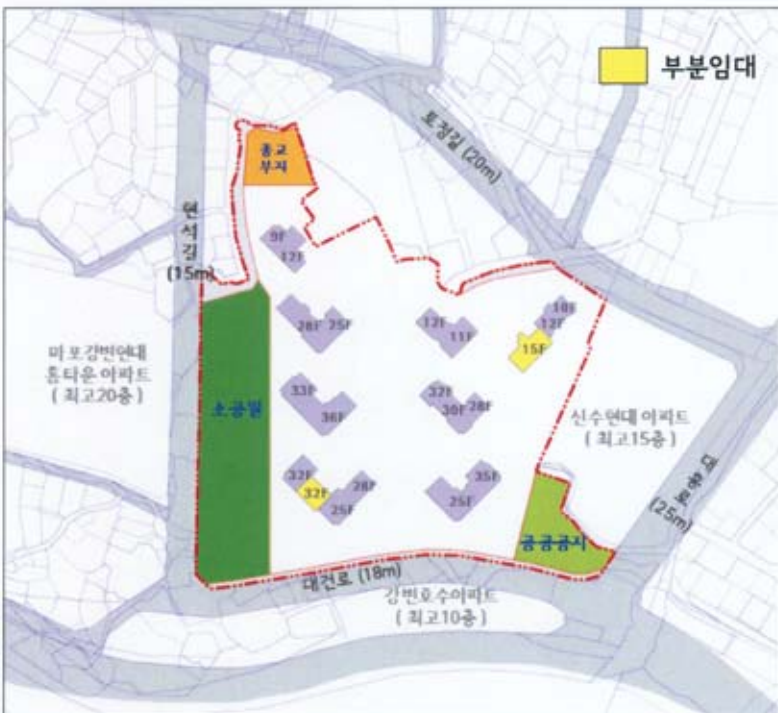 부분임대
종교
부지
토정길 (20m)
현석길
(15m)
9F
17F
28F 25F
12F
11F
10F
12F
15F
마포강변현대
홈타운 아파트
( 최고20층 )
소공원
33F
36F
32F
30F 28F
신수현대 아파트
( 최고15층 )
32F
32F
25F 28F
35F
25F
대흥로
(25m)
공공공지
대건로 (18m)
강변호수아파트
( 최고10층 )